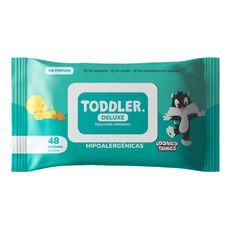 SIN PERFUME
TODDLER.
DELUXE
TOALLITAS HÚMEDAS
48
HIPOALERGÉNICAS
LOONEY
TUNES